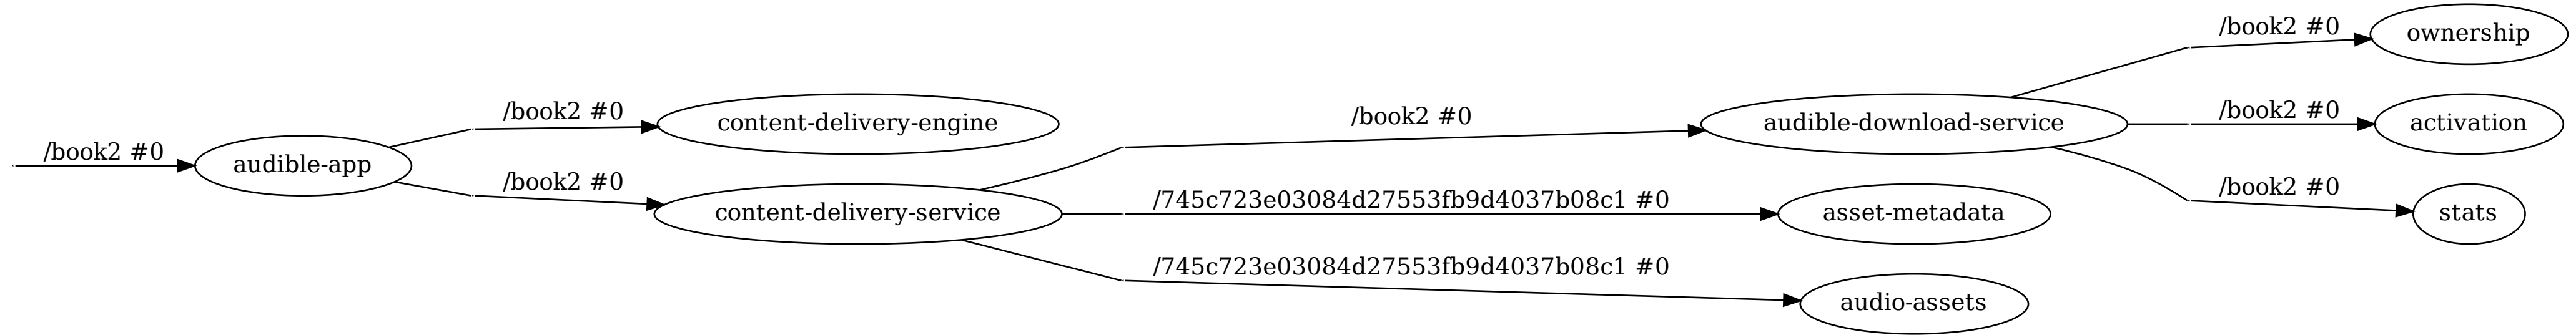 /book2 #0
audible-app
/book2 #0
content-delivery-engine
/book2 #0
content-delivery-service
/book2 #0
audible-download-service
/745c723e03084d27553fb9d4037b08c1 #0
asset-metadata
/745c723e03084d27553fb9d4037b08c1 #0
audio-assets
/book2 #0
ownership
/book2 #0
activation
/book2 #0
stats